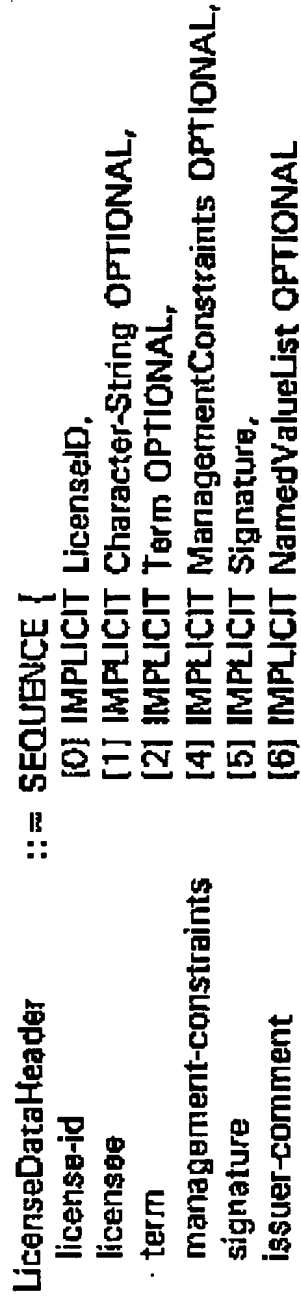 LicenseDataHeader ::= SEQUENCE {
license-id [0] IMPLICIT LicenseID,
licensee [1] IMPLICIT Character-String OPTIONAL,
term [2] IMPLICIT Term OPTIONAL,
management-constraints [4] IMPLICIT ManagementConstraints OPTIONAL,
signature [5] IMPLICIT Signature,
issuer-comment [6] IMPLICIT NamedValueList OPTIONAL